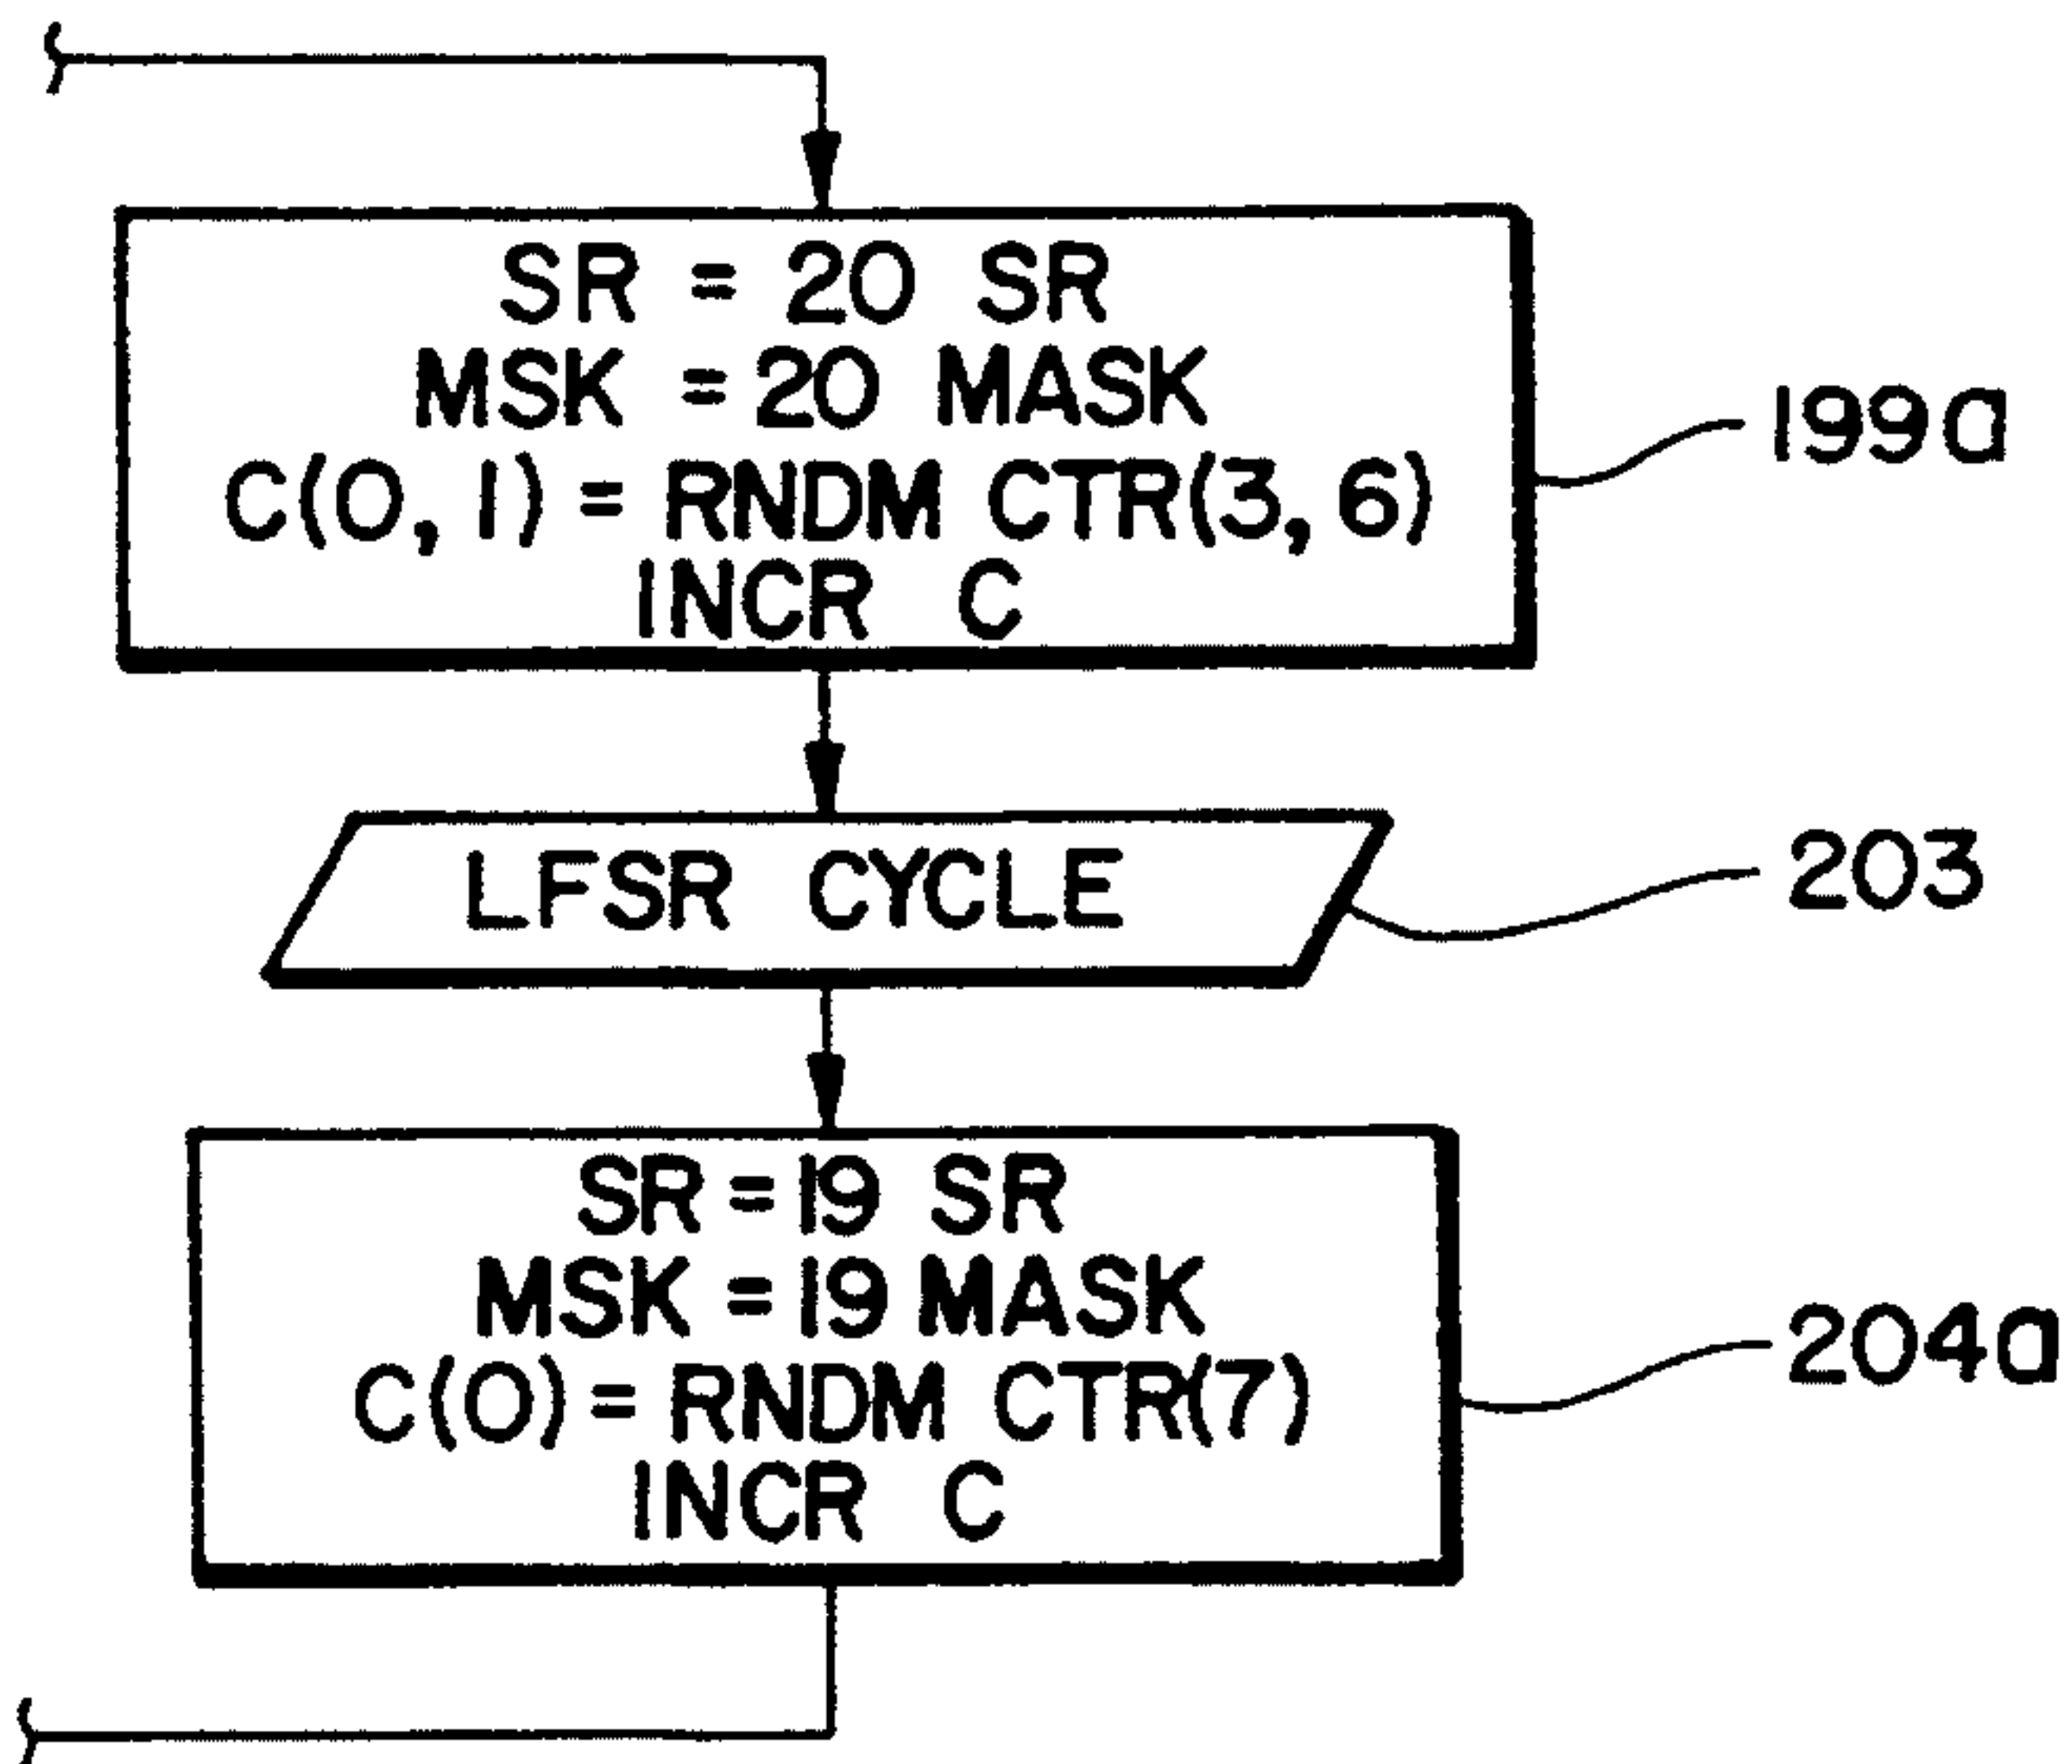 SR = 20 SR
MSK = 20 MASK
C(0, 1) = RNDM CTR(3, 6)
INCR C
199a
LFSR CYCLE
203
SR = 19 SR
MSK = 19 MASK
C(0) = RNDM CTR(7)
INCR C
204a